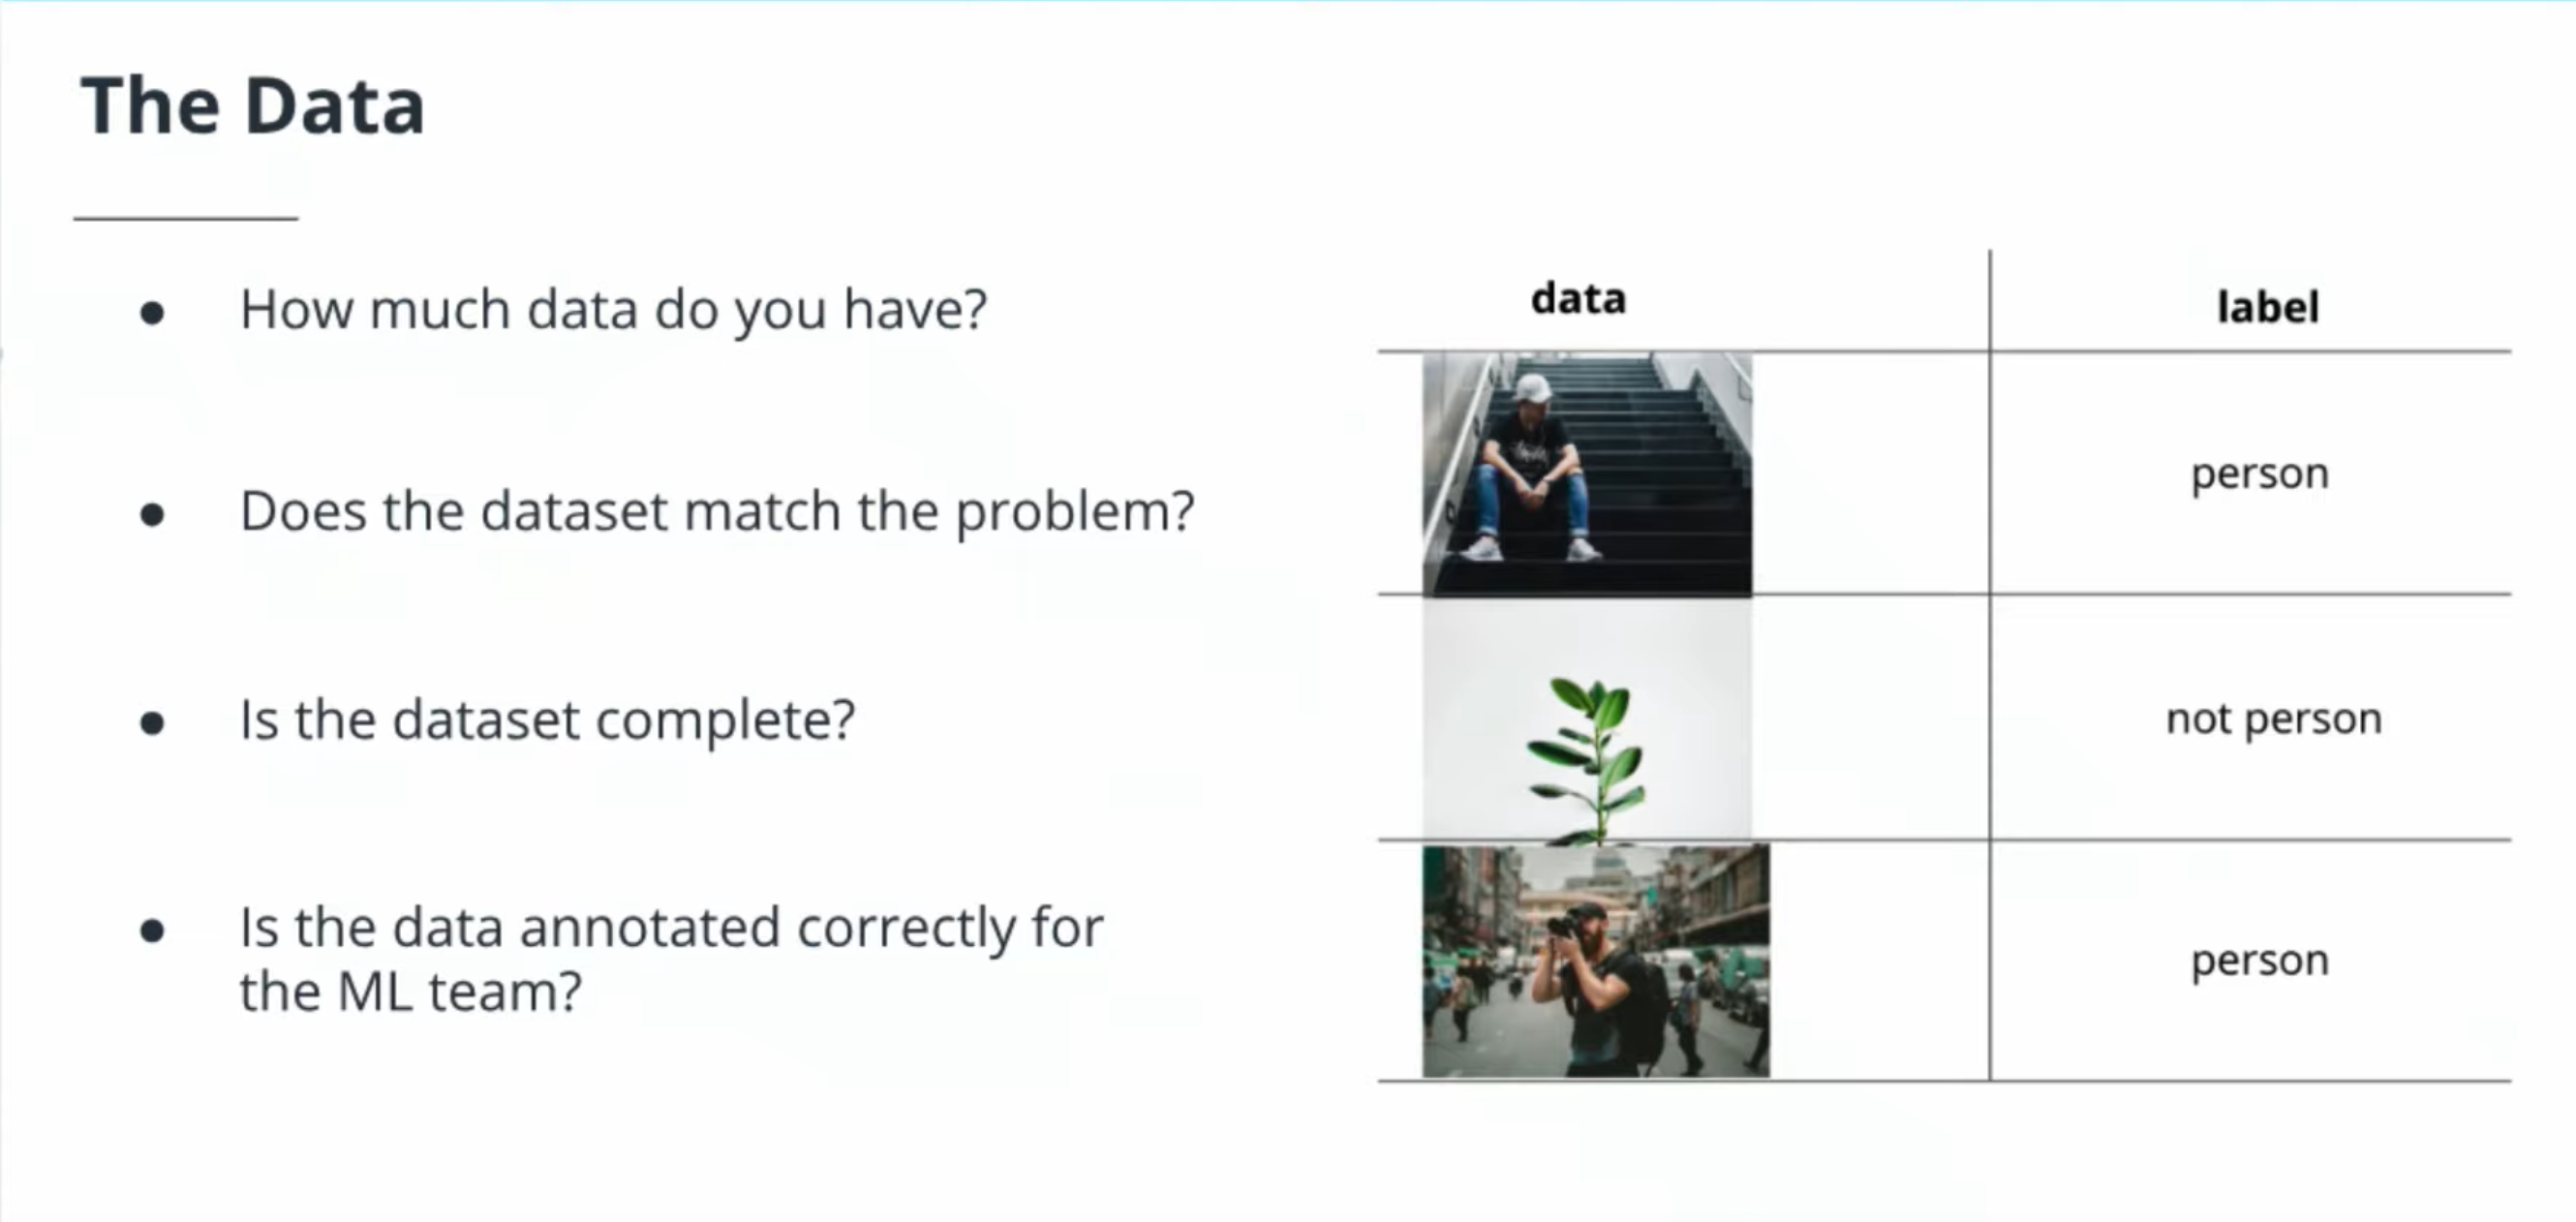 The Data
How much data do you have?
Does the dataset match the problem?
Is the dataset complete?
Is the data annotated correctly for
the ML team?
data
label
person
not person
person